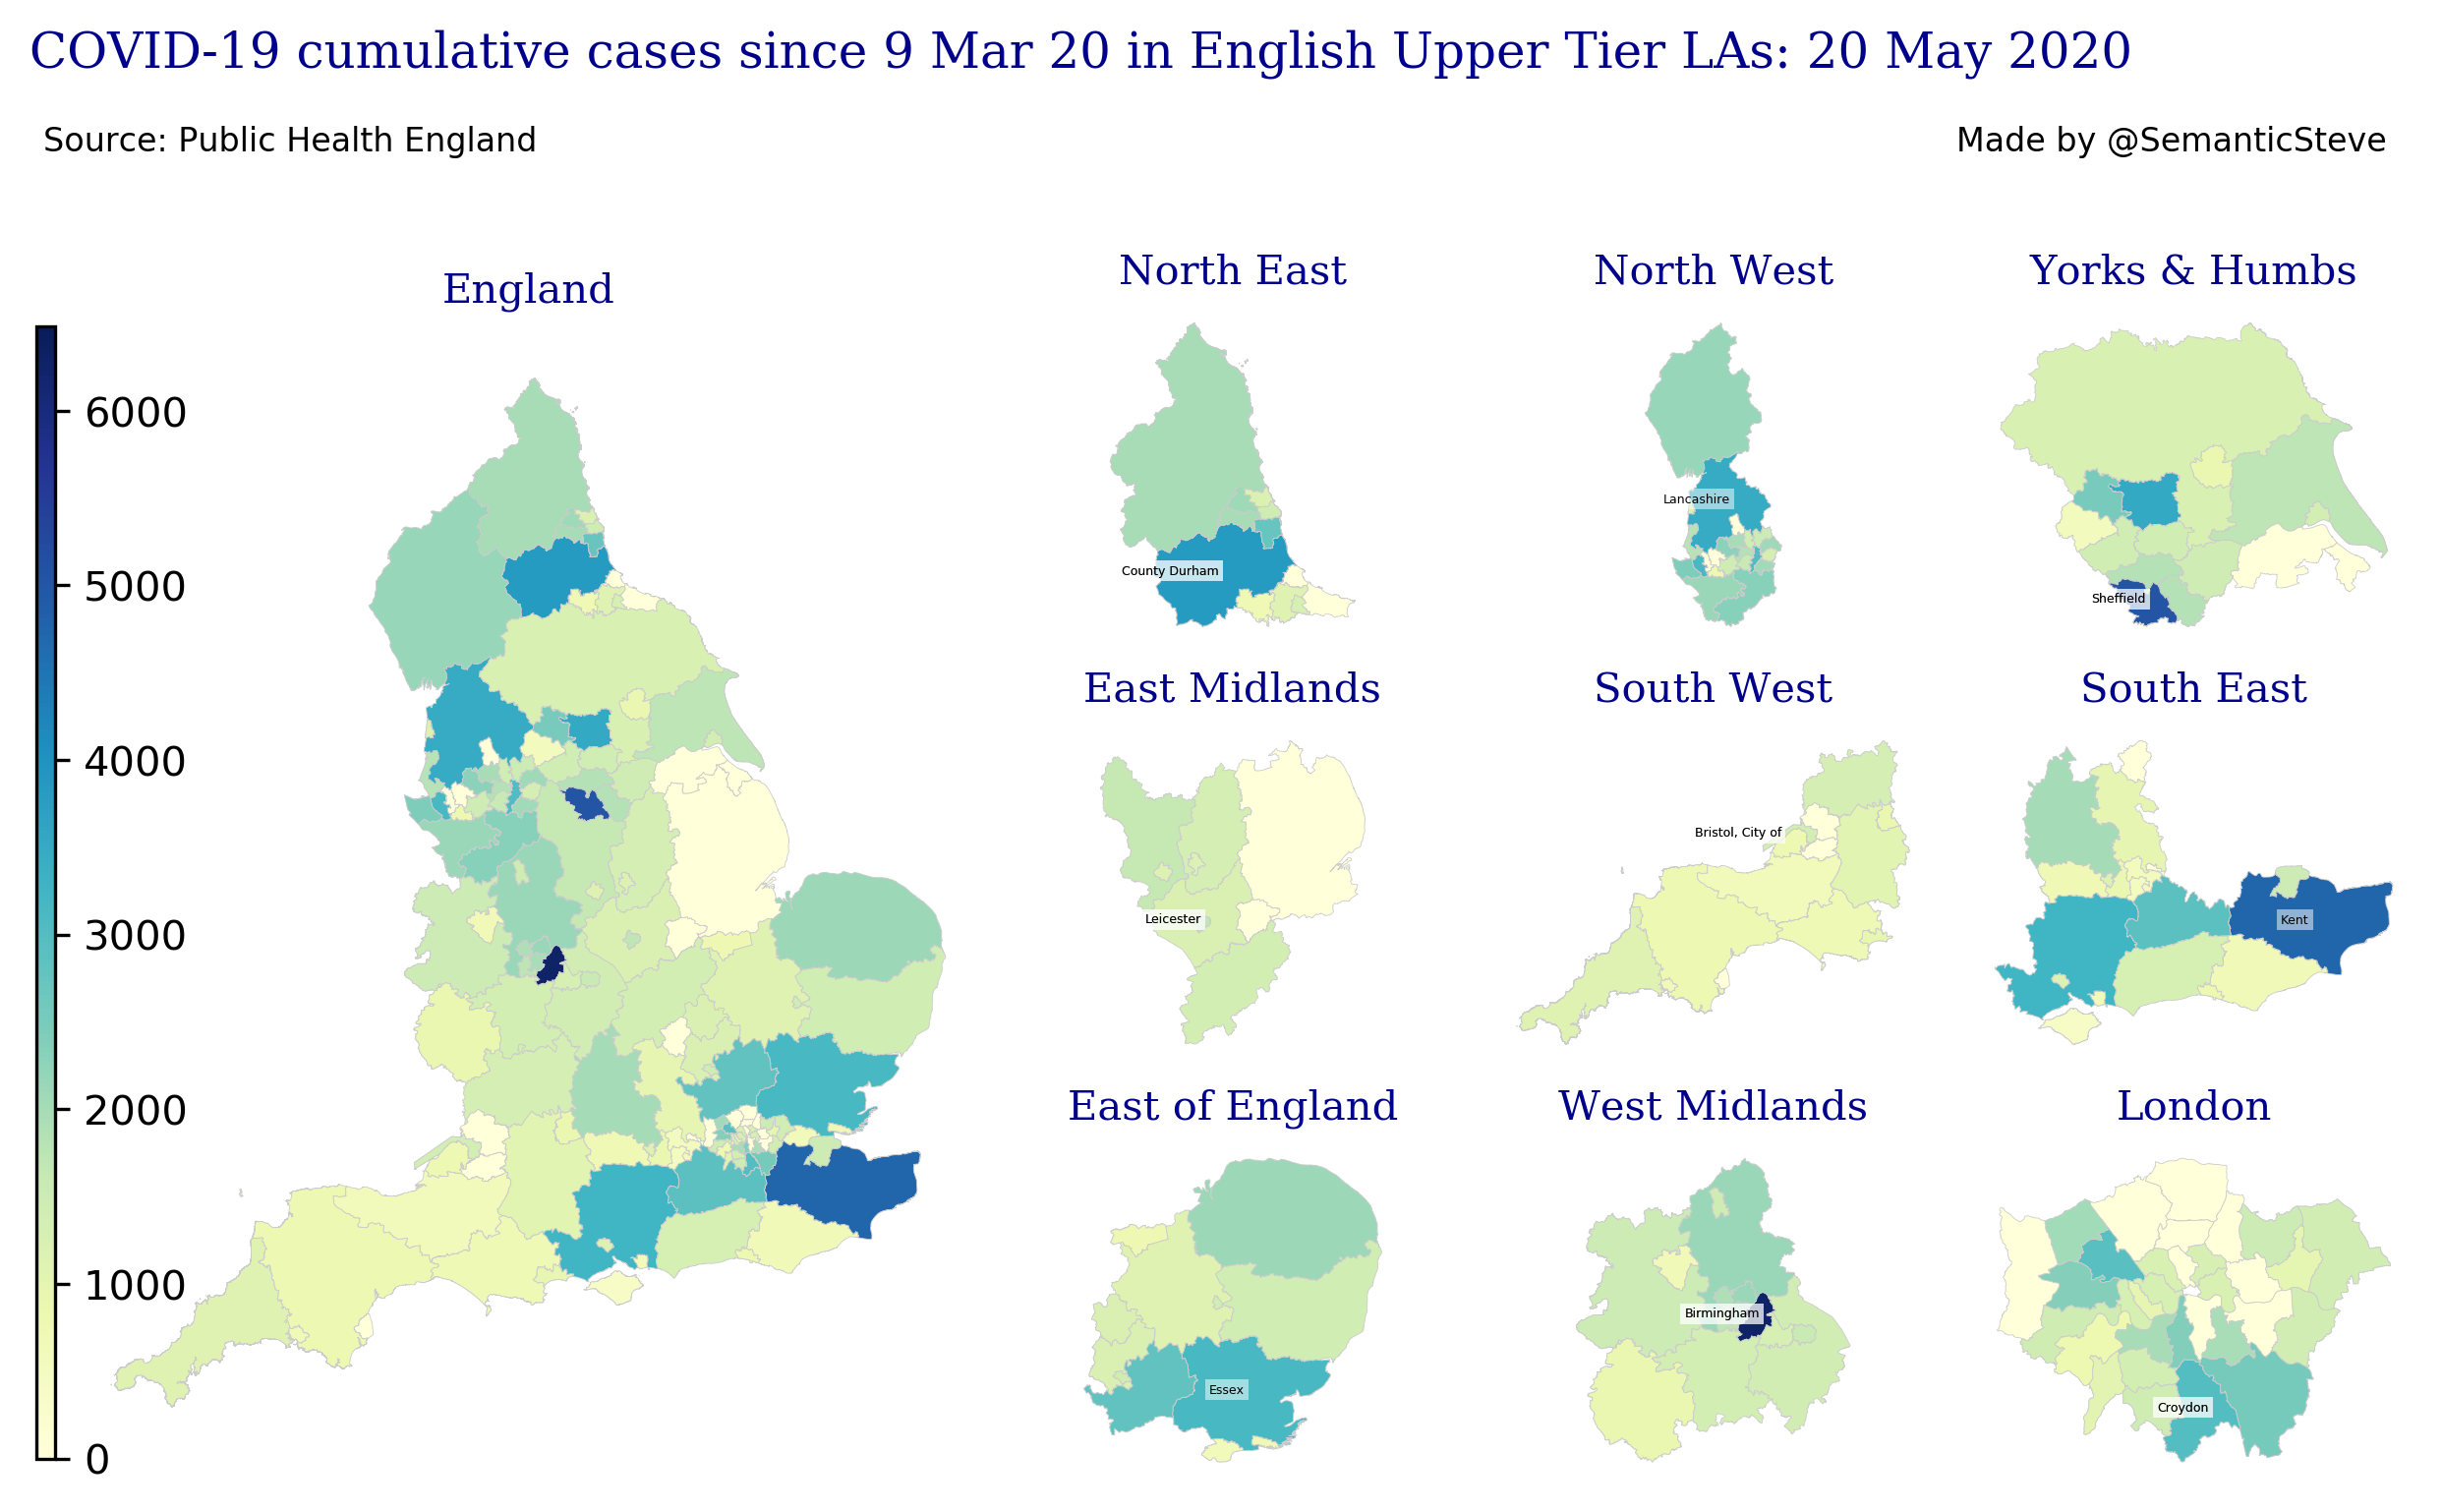 COVID-19 cumulative cases since 9 Mar 20 in English Upper Tier LAs: 20 May 2020
Source: Public Health England
Made by @SemanticSteve
England
6000
5000
4000
3000
2000
1000
0
North East
County Durham
North West
Lancashire
Yorks & Humbs
Sheffield
East Midlands
Leicester
South West
Bristol, City of
South East
Kent
East of England
Essex
West Midlands
Birmingham
London
Croydon